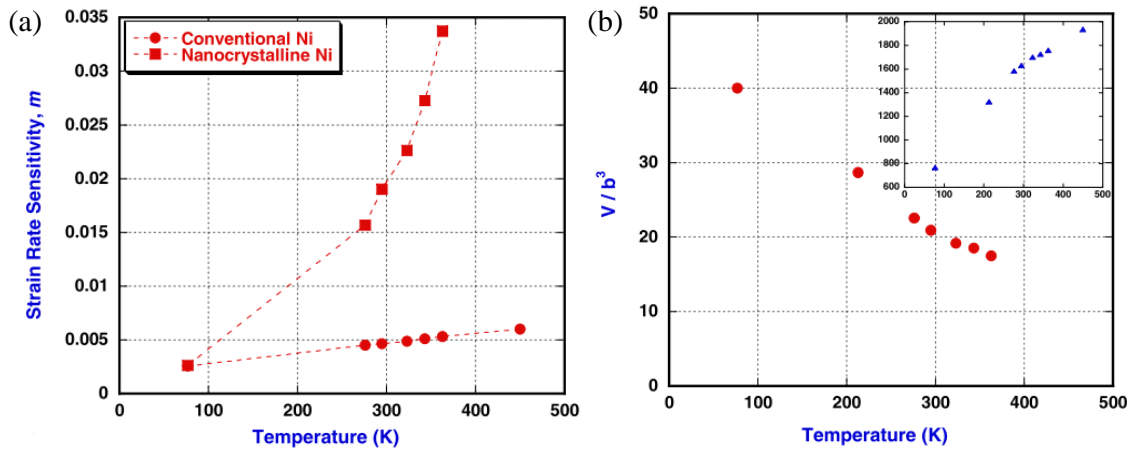 (a)
Conventional Ni
Nanocrystalline Ni
Strain Rate Sensitivity, m
0.035
0.03
0.025
0.02
0.015
0.01
0.005
0
0 100 200 300 400 500
Temperature (K)
(b)
V / b³
50
40
30
20
10
0
0 100 200 300 400 500
Temperature (K)
2000
1800
1600
1400
1200
1000
800
600
0 100 200 300 400 500